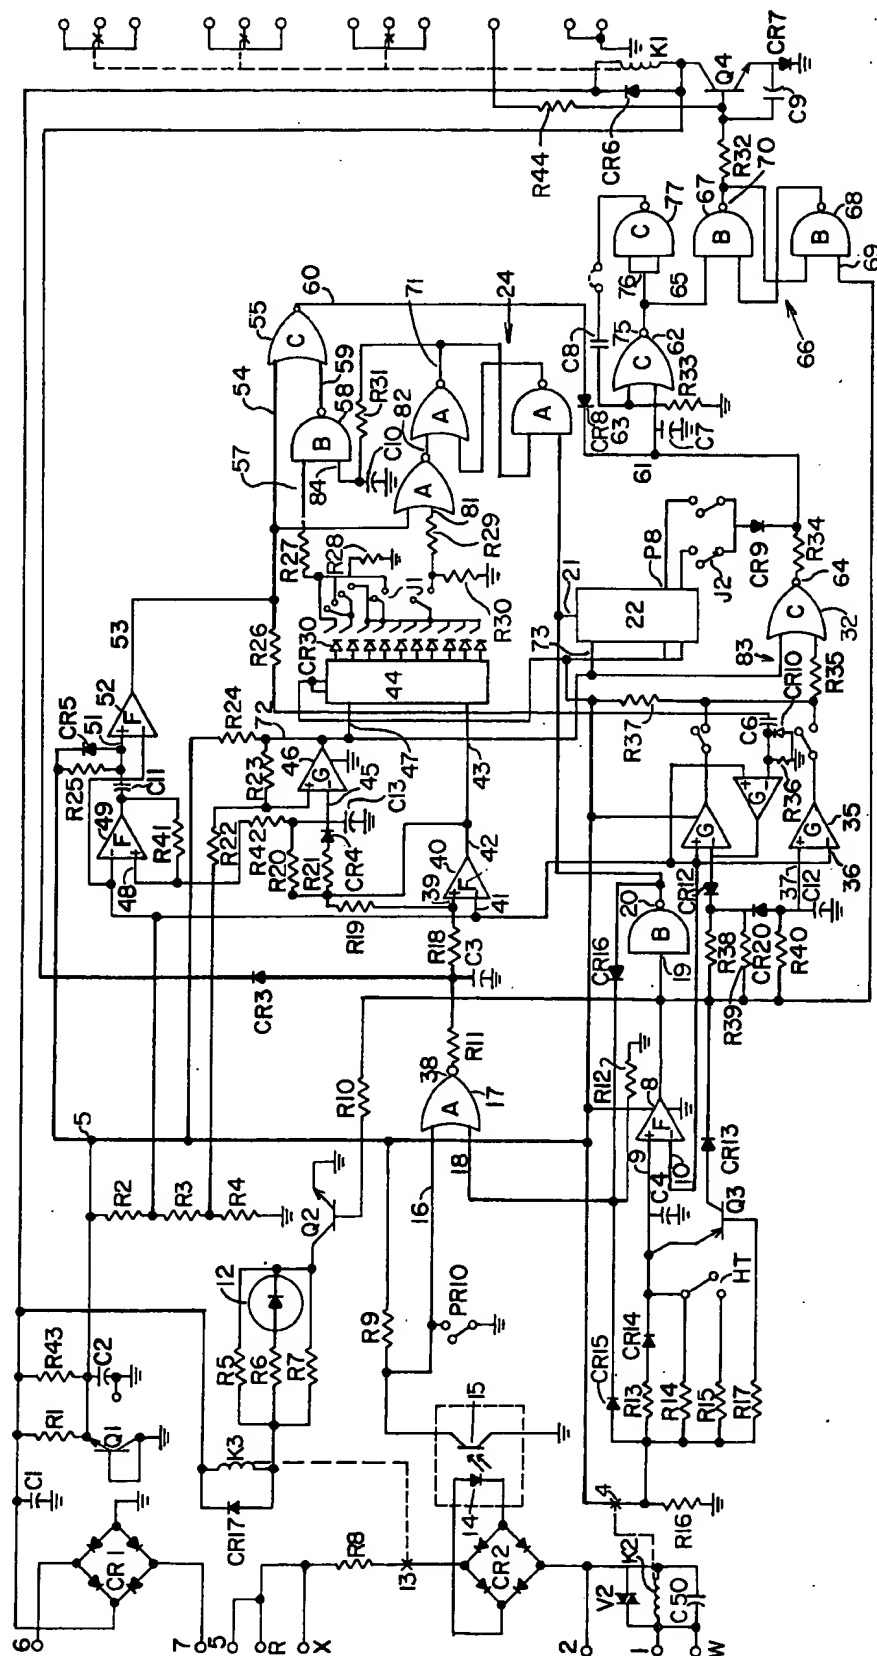 K1
CR7
Q4
C9
CR6
R44
R32
70
67
B
68
B
69
66
77
C
76
65
75
C
62
C8
R33
63
CR8
C7
61
60
55
C
54
59
58
B
57
84
R31
C10
71
24
82
A
A
A
81
R29
R27
R28
J1
R30
CR30
44
21
22
73
P8
J2
CR9
R34
64
C
32
83
R35
CR10
53
R26
52
F
51
CR5
R25
C11
49
F
R41
48
R24
72
R23
46
G
45
47
R22
R42
C13
R20
R21
CR4
R19
43
42
40
39
F
41
R37
C6
R36
G
G
G
35
36
37
C12
CR12
R18
C3
CR3
20
B
19
CR16
R38
CR20
R40
R39
R11
38
A
17
R12
8
F
9
10
C4
CR13
R10
5
R2
R3
R4
Q2
16
18
Q3
HT
12
R9
PR10
CR15
CR14
R43
C2
R1
Q1
R5
R6
R7
15
R13
R14
R15
R17
C1
K3
CR17
14
4
R16
CR1
R8
13
CR2
K2
V2
C50
6
7
5
R
X
2
1
W